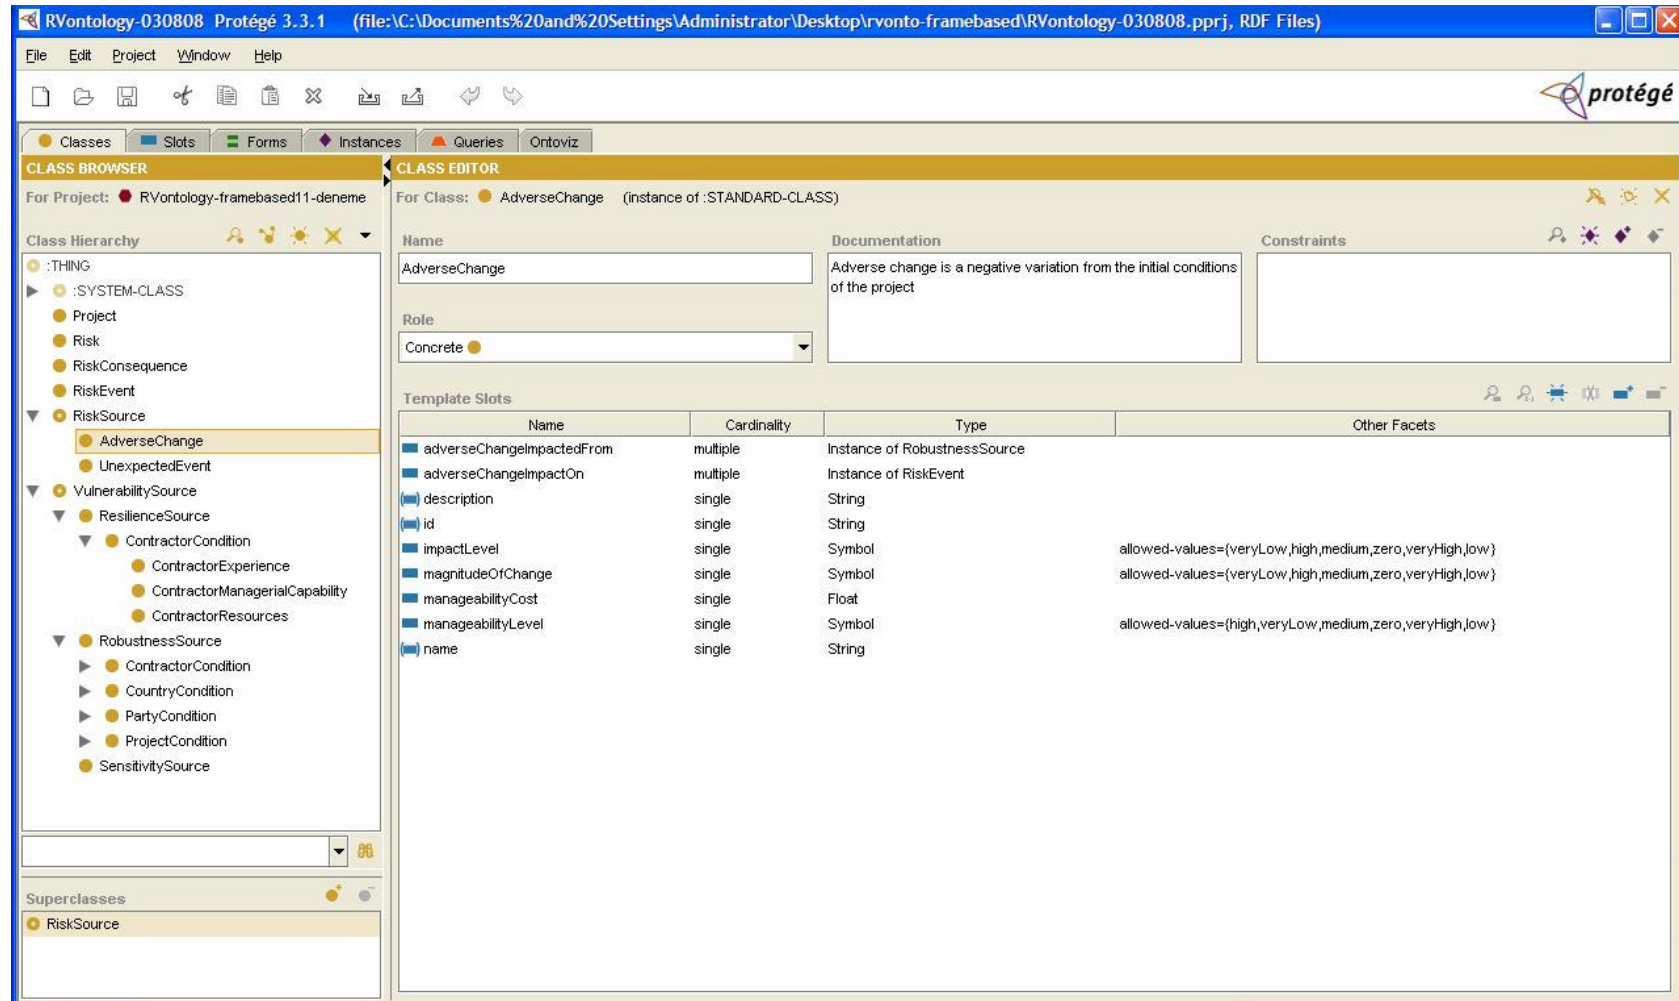 RVontology-030808 Protégé 3.3.1 (file:\C:\Documents%20and%20Settings\Administrator\Desktop\rvonto-framebased\RVontology-030808.pprj, RDF Files)
File Edit Project Window Help
protégé
Classes Slots Forms Instances Queries Ontoviz
CLASS BROWSER
For Project: RVontology-framebased11-deneme
Class Hierarchy
:THING
:SYSTEM-CLASS
Project
Risk
RiskConsequence
RiskEvent
RiskSource
AdverseChange
UnexpectedEvent
VulnerabilitySource
ResilienceSource
ContractorCondition
ContractorExperience
ContractorManagerialCapability
ContractorResources
RobustnessSource
ContractorCondition
CountryCondition
PartyCondition
ProjectCondition
SensitivitySource
Superclasses
RiskSource
CLASS EDITOR
For Class: AdverseChange (instance of :STANDARD-CLASS)
Name
AdverseChange
Role
Concrete
Documentation
Adverse change is a negative variation from the initial conditions
of the project
Constraints
Template Slots
Name Cardinality Type Other Facets
adverseChangeImpactedFrom multiple Instance of RobustnessSource
adverseChangeImpactOn multiple Instance of RiskEvent
description single String
id single String
impactLevel single Symbol allowed-values={veryLow,high,medium,zero,veryHigh,low}
magnitudeOfChange single Symbol allowed-values={veryLow,high,medium,zero,veryHigh,low}
manageabilityCost single Float
manageabilityLevel single Symbol allowed-values={high,veryLow,medium,zero,veryHigh,low}
name single String